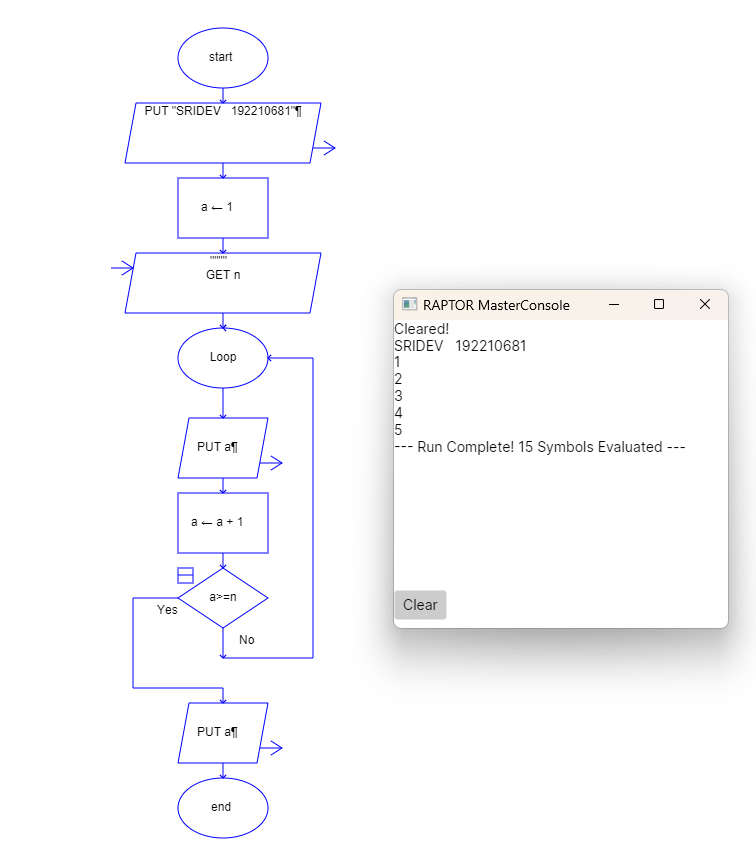 start
PUT "SRIDEV   192210681"¶
a ← 1
""""
GET n
Loop
PUT a¶
a ← a + 1
a>=n
Yes
No
PUT a¶
end
RAPTOR MasterConsole
Cleared!
SRIDEV   192210681
1
2
3
4
5
--- Run Complete! 15 Symbols Evaluated ---
Clear